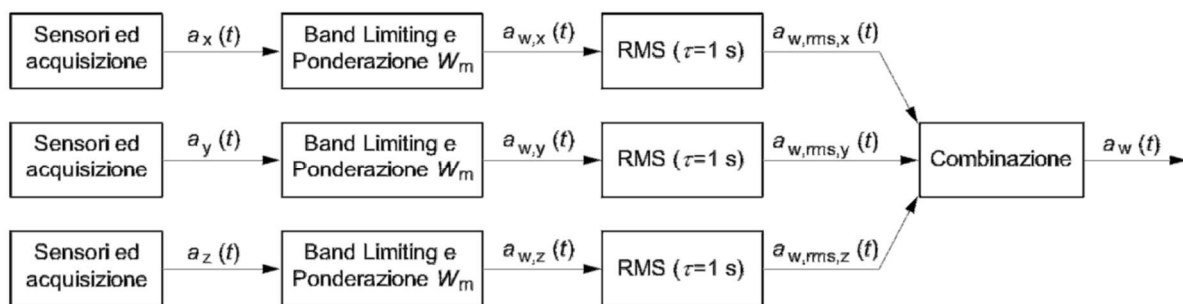 Sensori ed
acquisizione
a_x (t)
Band Limiting e
Ponderazione W_m
a_w,x (t)
RMS (τ=1 s)
a_w,rms,x (t)
Sensori ed
acquisizione
a_y (t)
Band Limiting e
Ponderazione W_m
a_w,y (t)
RMS (τ=1 s)
a_w,rms,y (t)
Combinazione
a_w (t)
Sensori ed
acquisizione
a_z (t)
Band Limiting e
Ponderazione W_m
a_w,z (t)
RMS (τ=1 s)
a_w,rms,z (t)